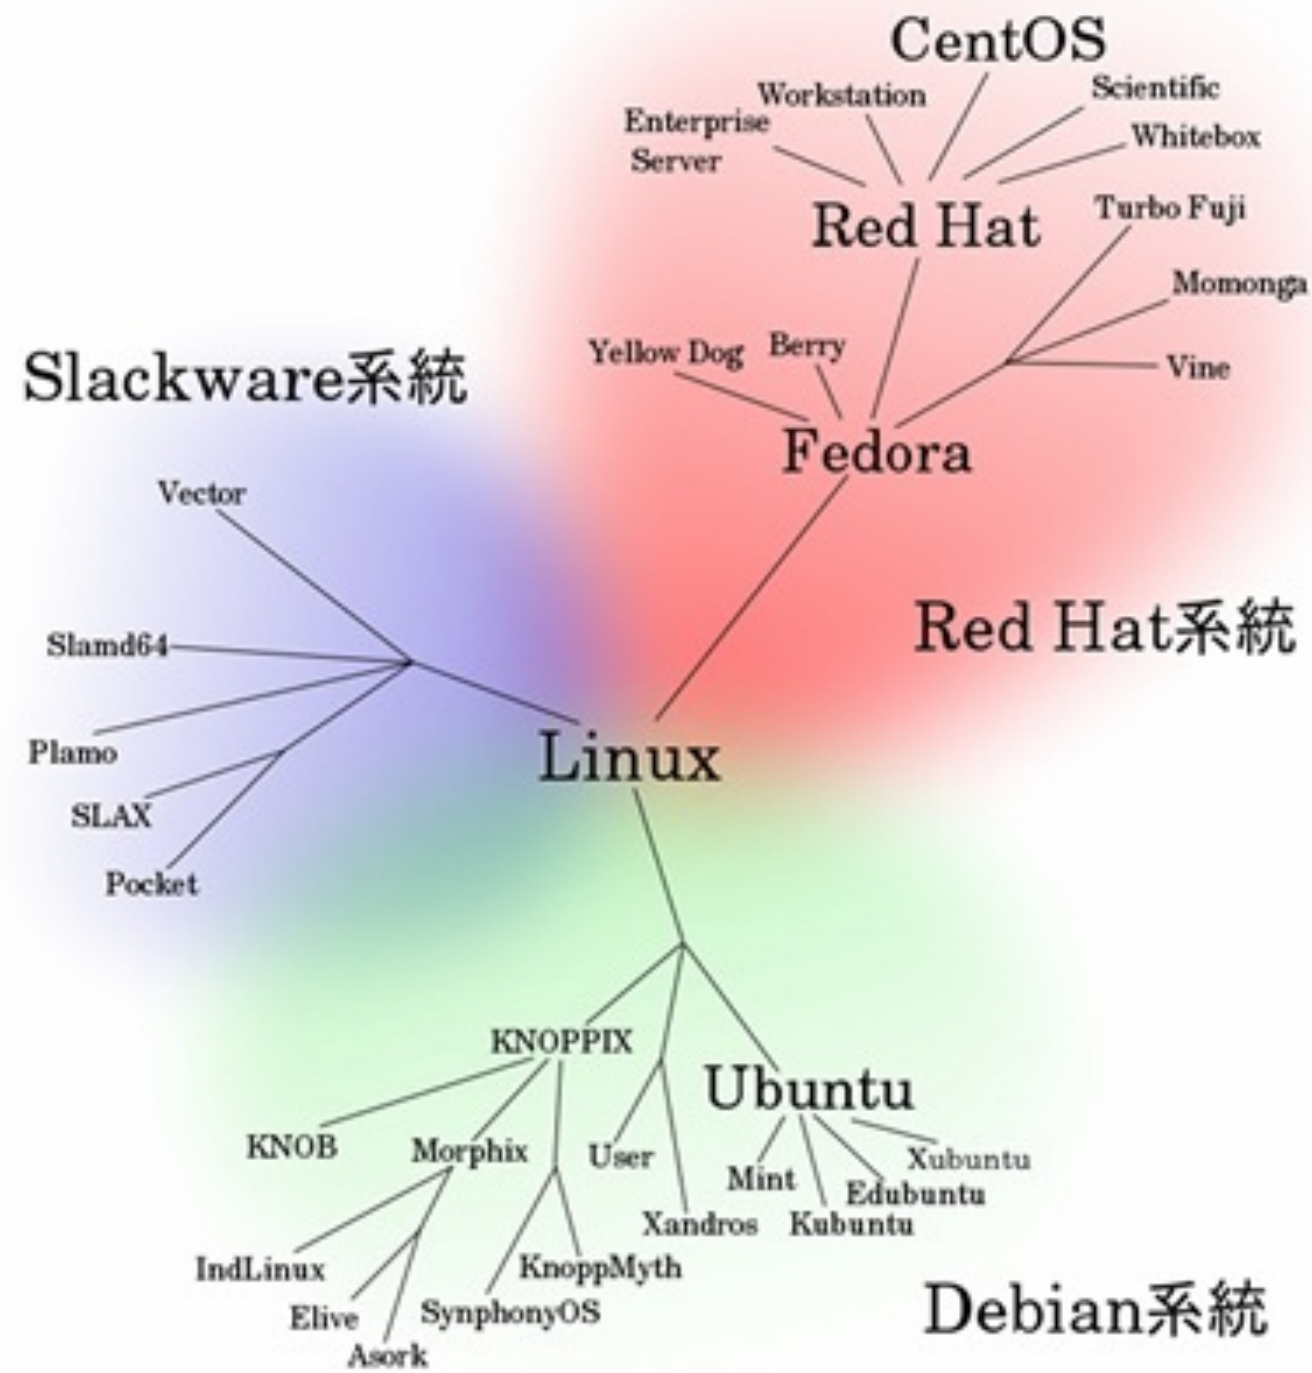 CentOS
Workstation
Scientific
Enterprise
Server
Whitebox
Red Hat
Turbo Fuji
Momonga
Yellow Dog
Berry
Vine
Slackware系統
Fedora
Vector
Red Hat系統
Slamd64
Plamo
Linux
SLAX
Pocket
KNOPPIX
Ubuntu
KNOB
Morphix
User
Mint
Xubuntu
Edubuntu
Xandros
Kubuntu
IndLinux
KnoppMyth
Elive
SynphonyOS
Debian系統
Asork